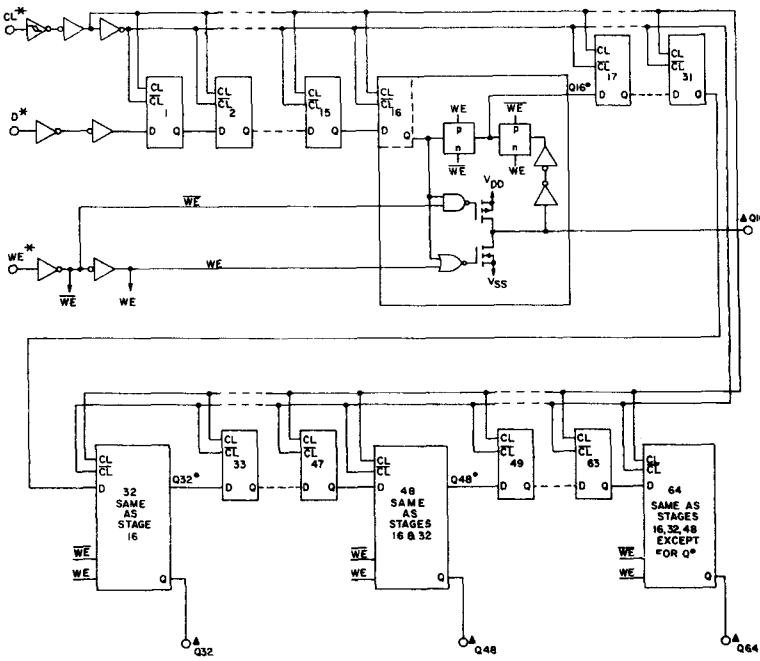 CL*
CL
CL
CL
CL
1
CL
CL
2
CL
CL
15
CL
CL
16
CL
CL
17
CL
CL
31
D*
D Q
D Q
D Q
D
Q
WE
p
n
WE
WE
p
n
WE
Q16•
D Q
D Q
VDD
VSS
WE
WE*
WE
WE
WE
▲ Q1
CL
CL
D
32
SAME
AS
STAGE
16
WE
WE
Q
▲
Q32
Q32•
CL
CL
33
D Q
CL
CL
47
D Q
CL
CL
D
48
SAME
AS
STAGES
16 & 32
WE
WE
Q
▲
Q48
Q48•
CL
CL
49
D Q
CL
CL
63
D Q
CL
CL
D
64
SAME AS
STAGES
16,32,48
EXCEPT
FOR Q•
WE
WE
Q
▲
Q64